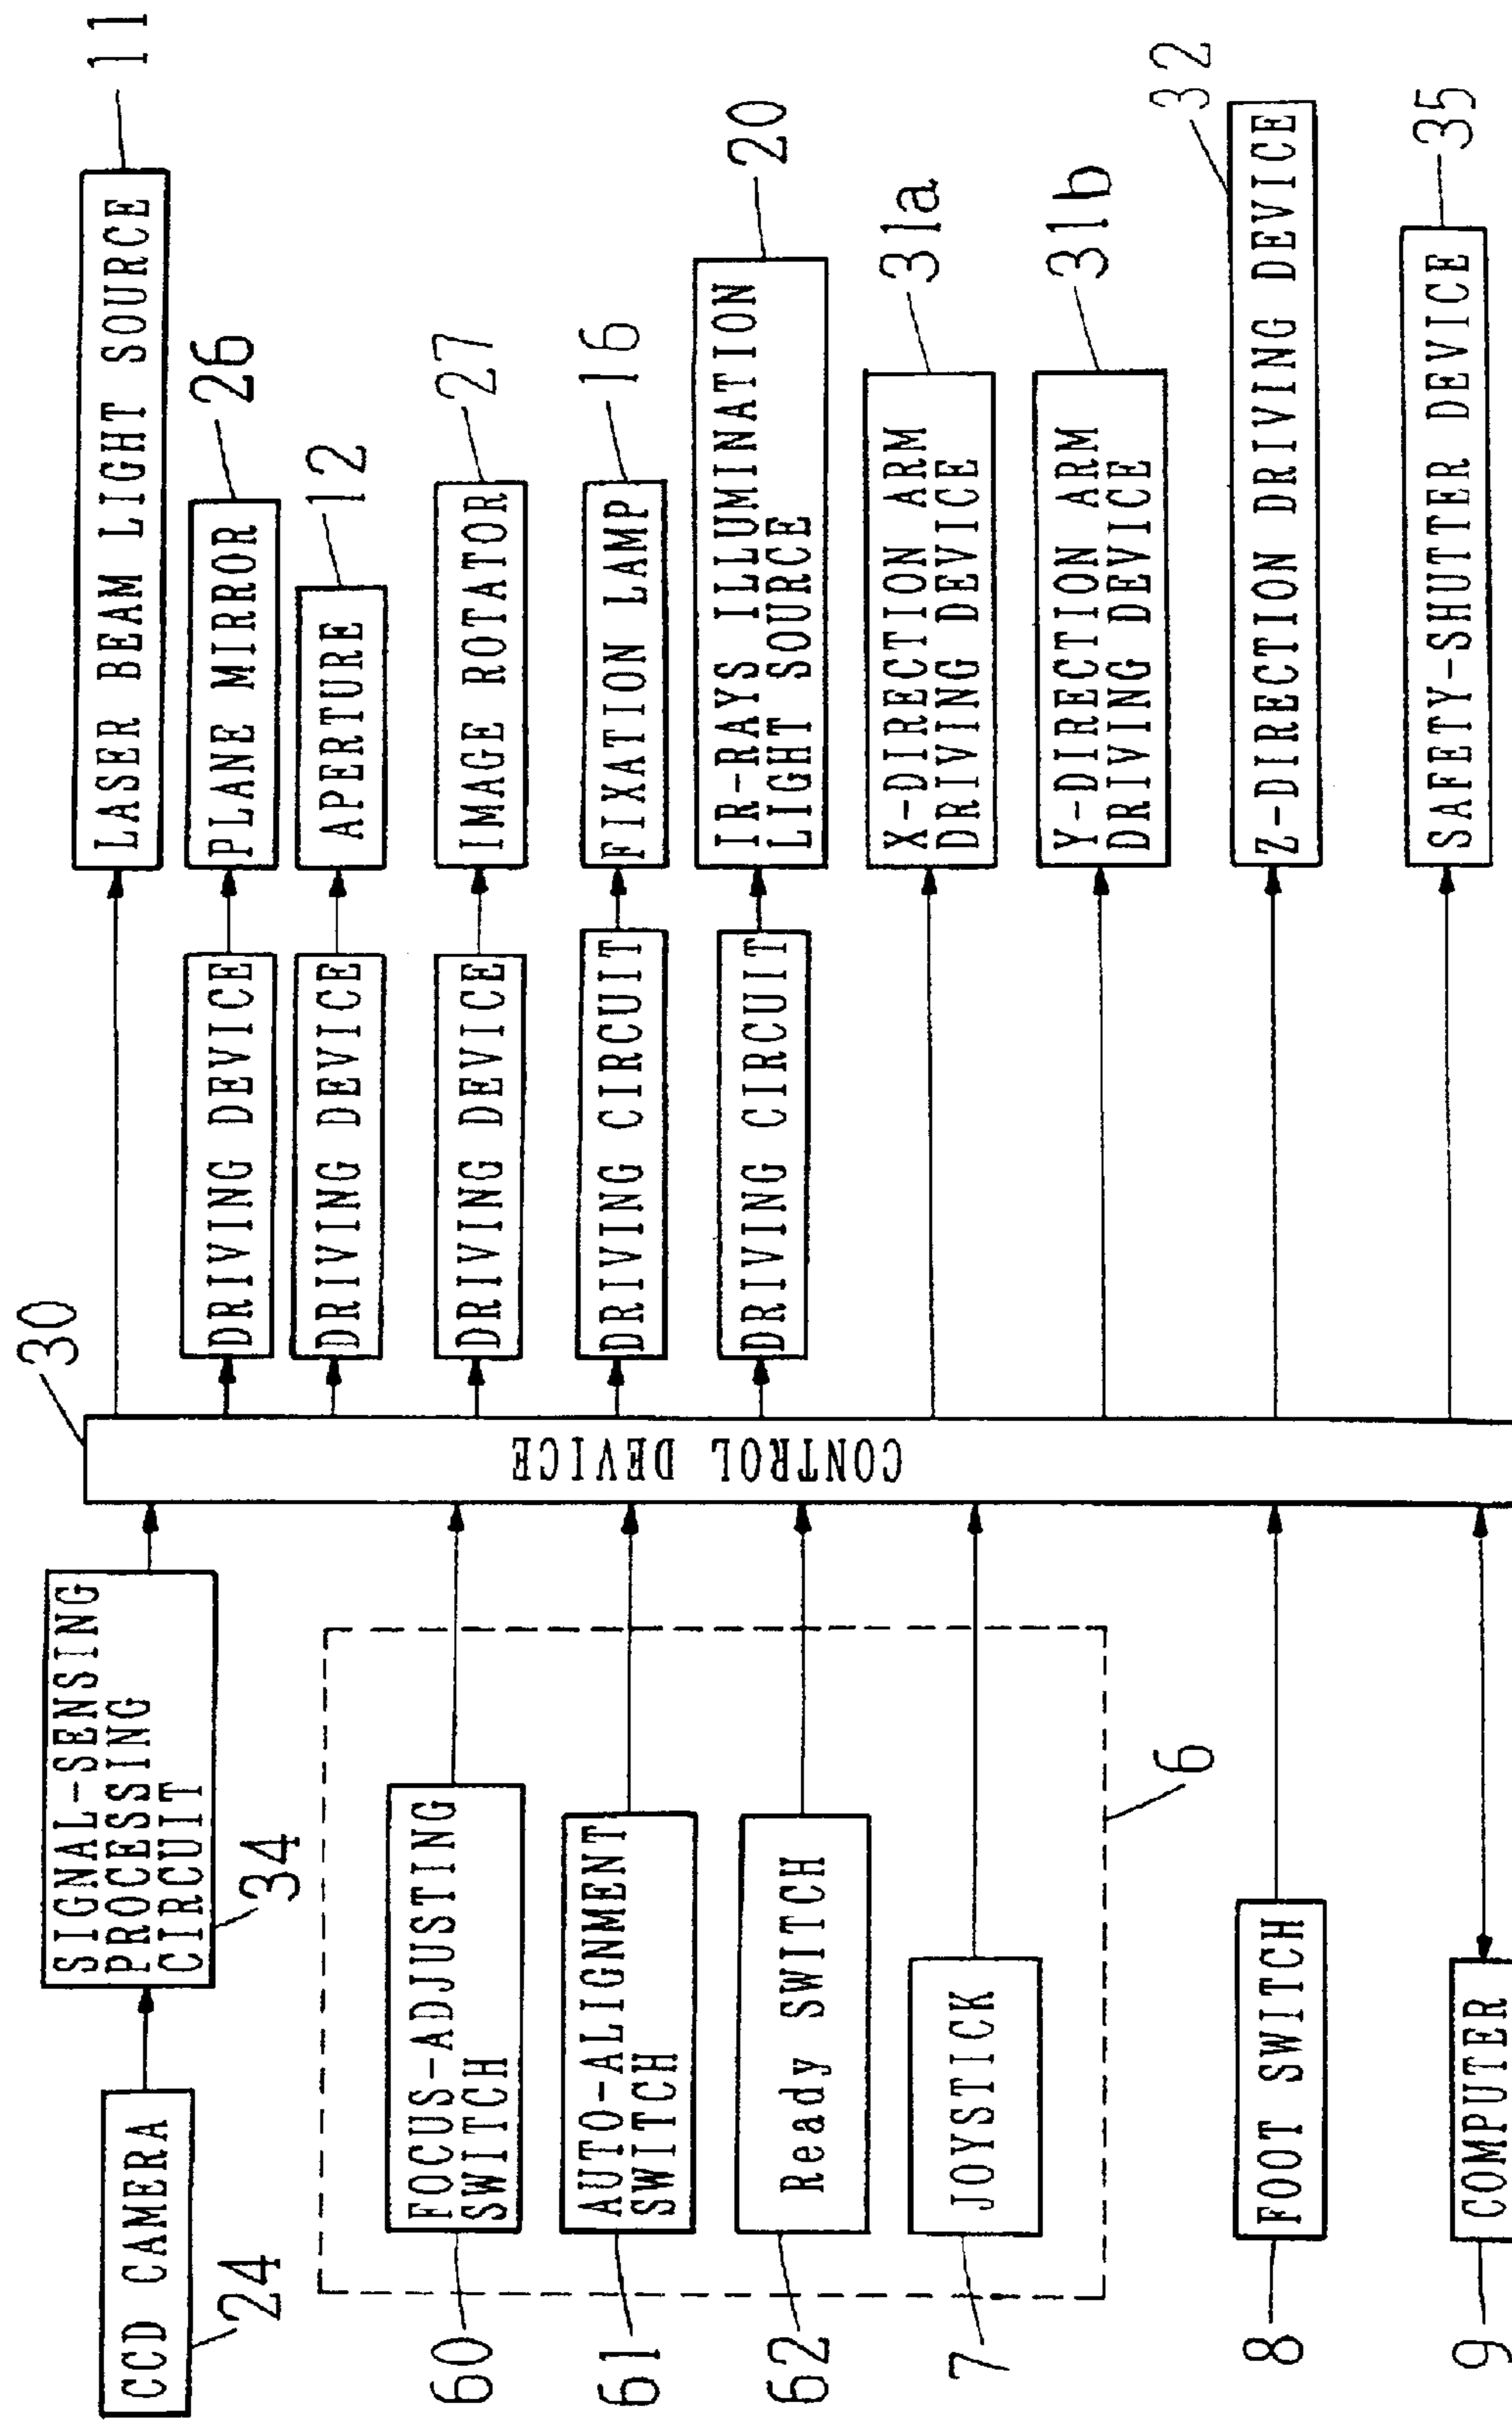 CCD CAMERA
24
SIGNAL-SENSING
PROCESSING
CIRCUIT
34
FOCUS-ADJUSTING
SWITCH
60
AUTO-ALIGNMENT
SWITCH
61
Ready SWITCH
62
JOYSTICK
7
6
FOOT SWITCH
8
COMPUTER
9
CONTROL DEVICE
30
LASER BEAM LIGHT SOURCE
11
DRIVING DEVICE
PLANE MIRROR
26
DRIVING DEVICE
APERTURE
12
DRIVING DEVICE
IMAGE ROTATOR
27
DRIVING CIRCUIT
FIXATION LAMP
16
DRIVING CIRCUIT
IR-RAYS ILLUMINATION
LIGHT SOURCE
20
X-DIRECTION ARM
DRIVING DEVICE
31a
Y-DIRECTION ARM
DRIVING DEVICE
31b
Z-DIRECTION DRIVING DEVICE
32
SAFETY-SHUTTER DEVICE
35